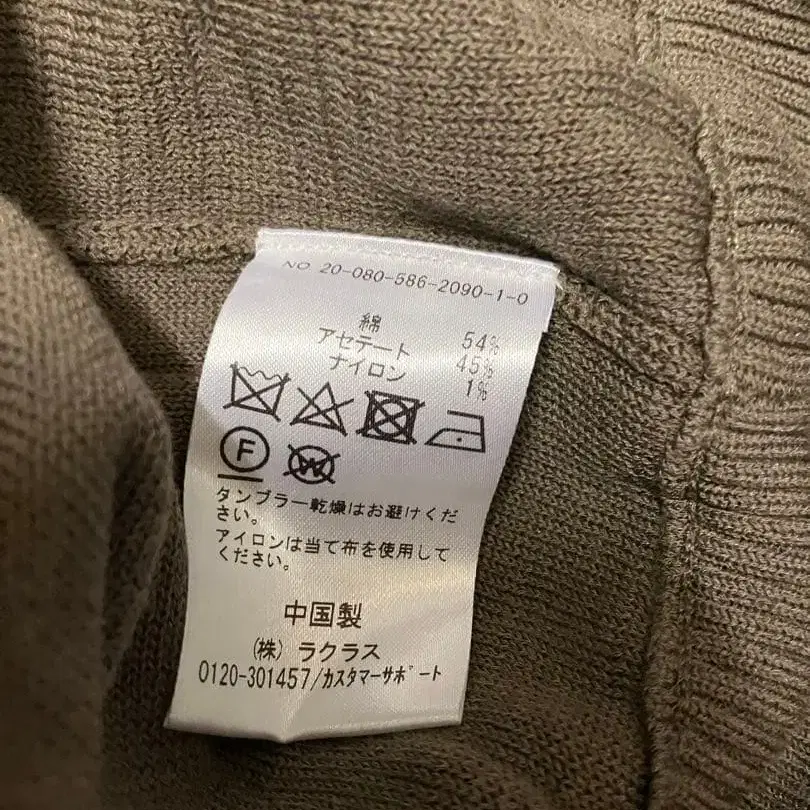 NO 20-080-586-2090-1-0
綿 54%
アセテート 45%
ナイロン 1%
F W
タンブラー乾燥はお避けくだ
さい。
アイロンは当て布を使用して
ください。
中国製
(株) ラクラス
0120-301457/カスタマーサポート